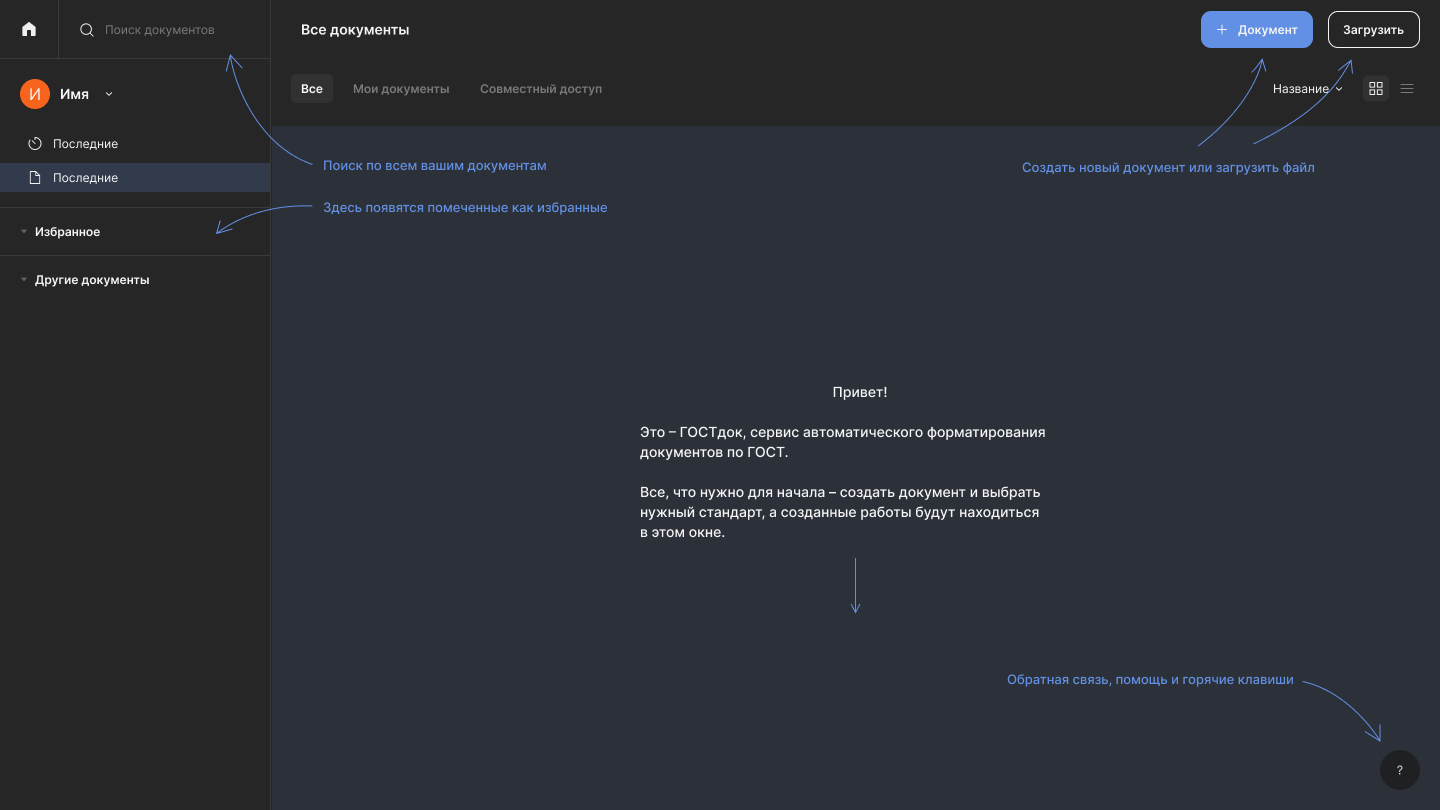 Поиск документов
Все документы
Документ
Загрузить
И
Имя
Все
Мои документы
Совместный доступ
Название
Последние
Последние
Поиск по всем вашим документам
Создать новый документ или загрузить файл
Здесь появятся помеченные как избранные
Избранное
Другие документы
Привет!
Это – ГОСТдок, сервис автоматического форматирования
документов по ГОСТ.
Все, что нужно для начала – создать документ и выбрать
нужный стандарт, а созданные работы будут находиться
в этом окне.
Обратная связь, помощь и горячие клавиши
?